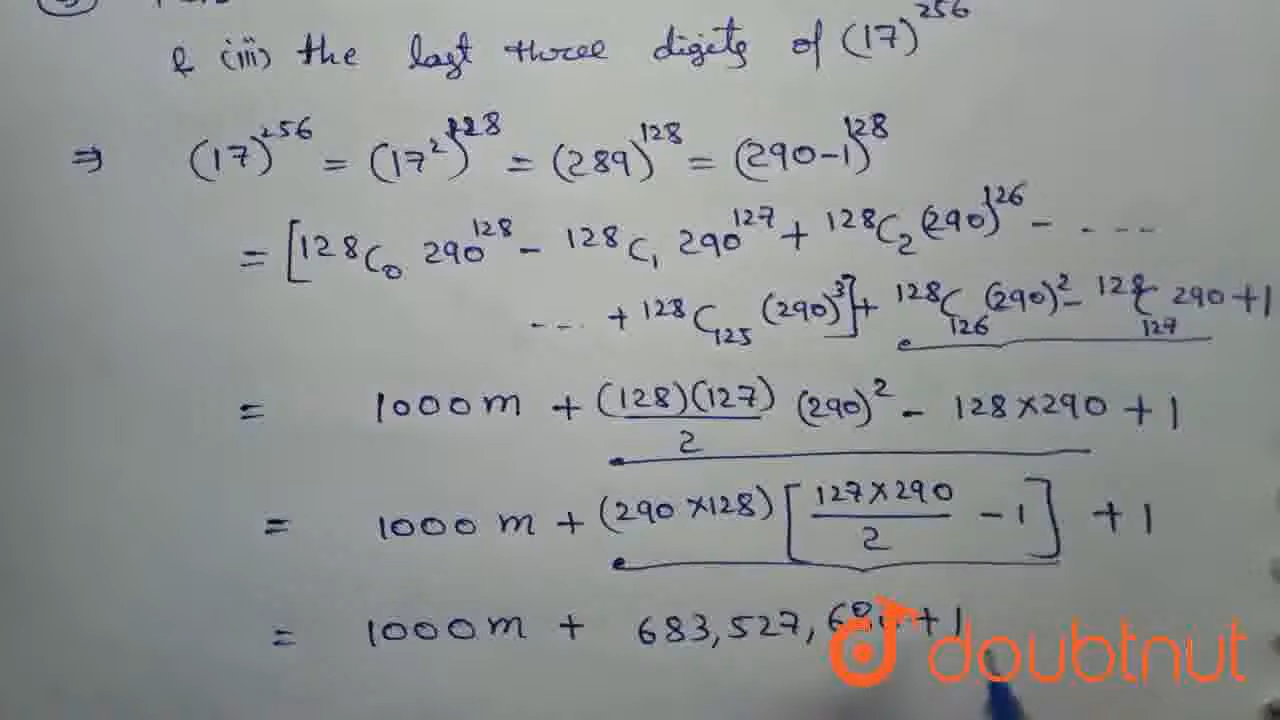 & (iii) the last three digits of (17)^256
⇒ (17)^256 = (17^2)^128 = (289)^128 = (290-1)^128
= [ 128C0 290^128 - 128C1 290^127 + 128C2 (290)^126 - ....
.... + 128C125 (290)^3 ] + 128C126 (290)^2 - 128C127 290 + 1
= 1000m + (128)(127)/2 (290)^2 - 128×290 + 1
= 1000m + (290×128) [ 127×290/2 - 1 ] + 1
= 1000m + 683,527, + 1
doubtnut